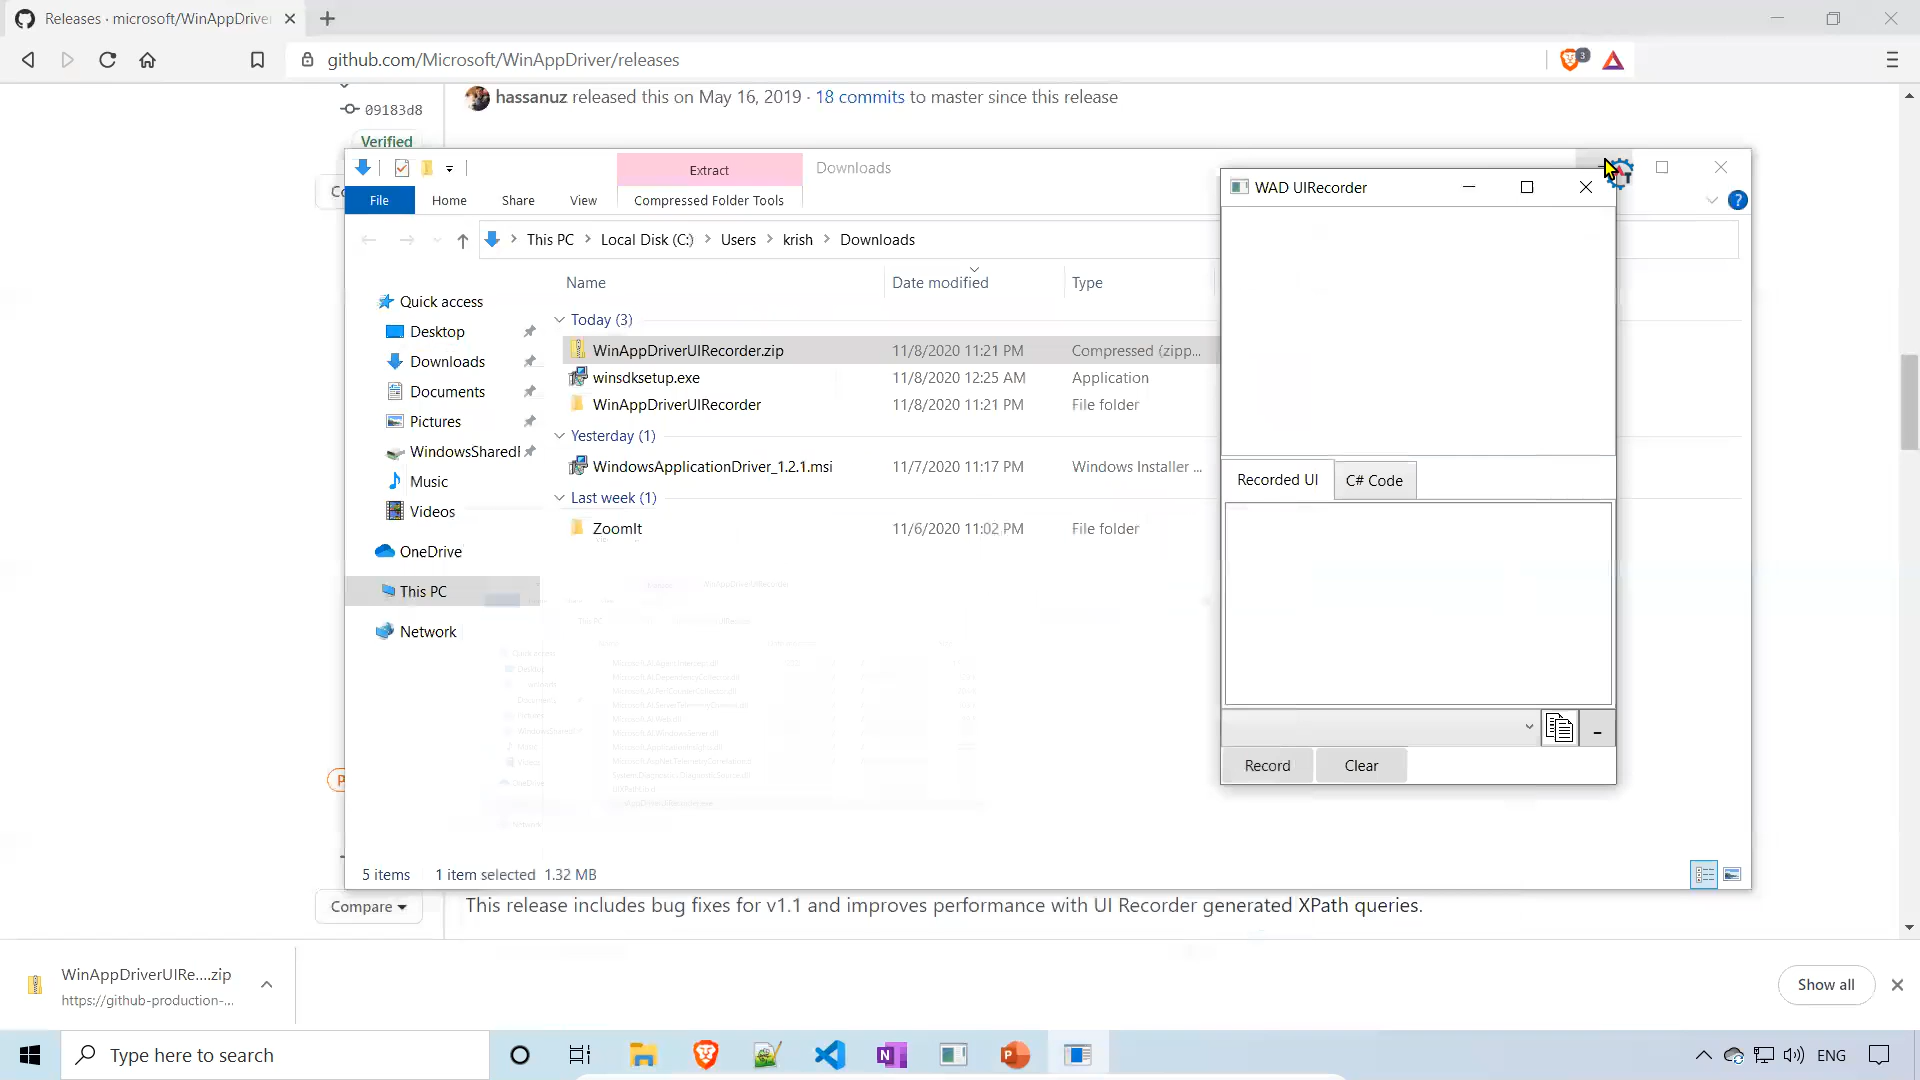 Releases · microsoft/WinAppDriver
github.com/Microsoft/WinAppDriver/releases
3
09183d8
hassanuz released this on May 16, 2019 · 18 commits to master since this release
Verified
Extract
Downloads
File
Home
Share
View
Compressed Folder Tools
This PC
Local Disk (C:)
Users
krish
Downloads
Name
Date modified
Type
Quick access
Desktop
Downloads
Documents
Pictures
WindowsSharedF
Music
Videos
OneDrive
This PC
Network
Today (3)
WinAppDriverUIRecorder.zip 11/8/2020 11:21 PM Compressed (zipp...
winsdksetup.exe 11/8/2020 12:25 AM Application
WinAppDriverUIRecorder 11/8/2020 11:21 PM File folder
Yesterday (1)
WindowsApplicationDriver_1.2.1.msi 11/7/2020 11:17 PM Windows Installer ...
Last week (1)
ZoomIt 11/6/2020 11:02 PM File folder
5 items
1 item selected 1.32 MB
WAD UIRecorder
Recorded UI
C# Code
Record
Clear
Compare
This release includes bug fixes for v1.1 and improves performance with UI Recorder generated XPath queries.
WinAppDriverUIRe....zip
https://github-production-...
Show all
Type here to search
ENG